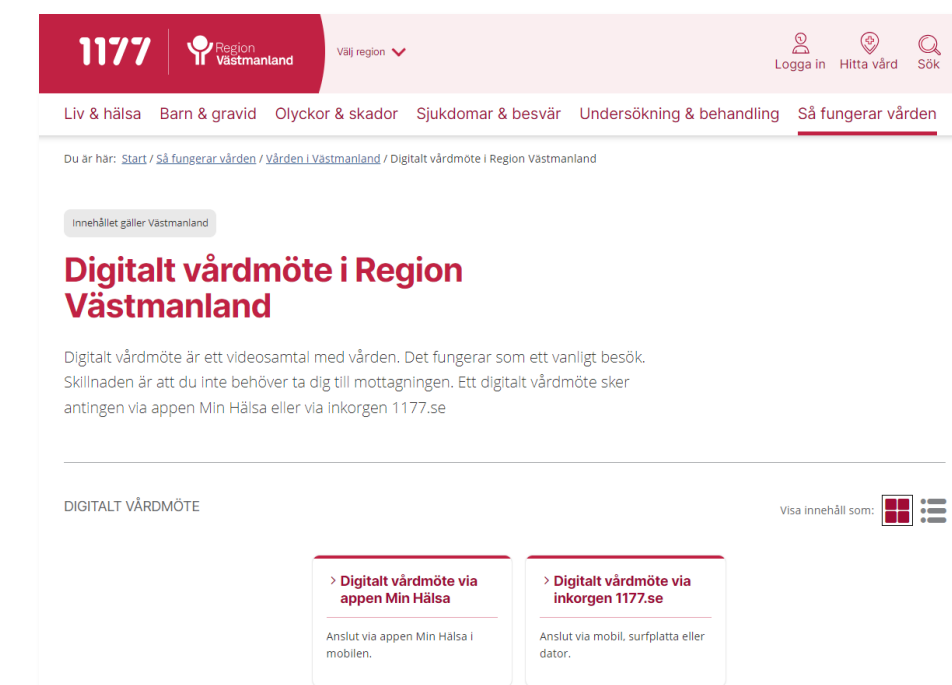 1177
Region
Västmanland
Välj region
Logga in
Hitta vård
Sök
Liv & hälsa
Barn & gravid
Olyckor & skador
Sjukdomar & besvär
Undersökning & behandling
Så fungerar vården
Du är här: Start / Så fungerar vården / Vården i Västmanland / Digitalt vårdmöte i Region Västmanland
Innehållet gäller Västmanland
Digitalt vårdmöte i Region
Västmanland
Digitalt vårdmöte är ett videosamtal med vården. Det fungerar som ett vanligt besök.
Skillnaden är att du inte behöver ta dig till mottagningen. Ett digitalt vårdmöte sker
antingen via appen Min Hälsa eller via Inkorgen 1177.se
DIGITALT VÅRDMÖTE
Visa innehåll som:
Digitalt vårdmöte via
appen Min Hälsa
Anslut via appen Min Hälsa i
mobilen.
Digitalt vårdmöte via
inkorgen 1177.se
Anslut via mobil, surfplatta eller
dator.